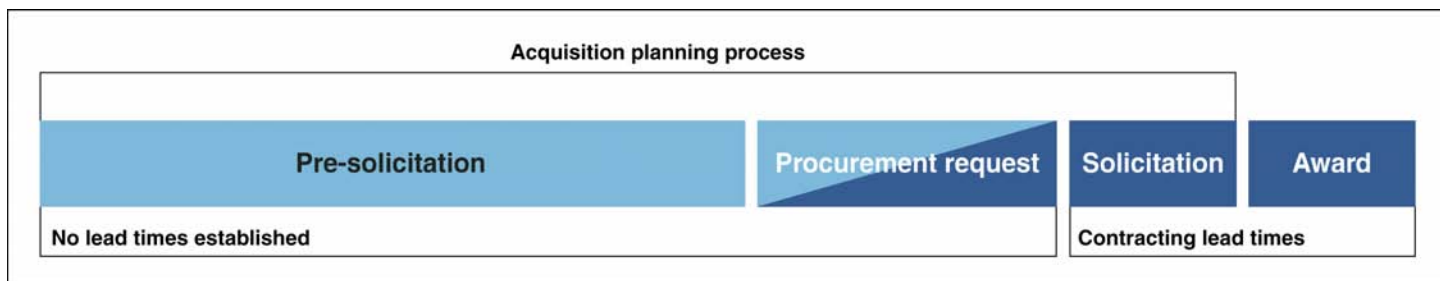 Acquisition planning process
Pre-solicitation
Procurement request
Solicitation
Award
No lead times established
Contracting lead times